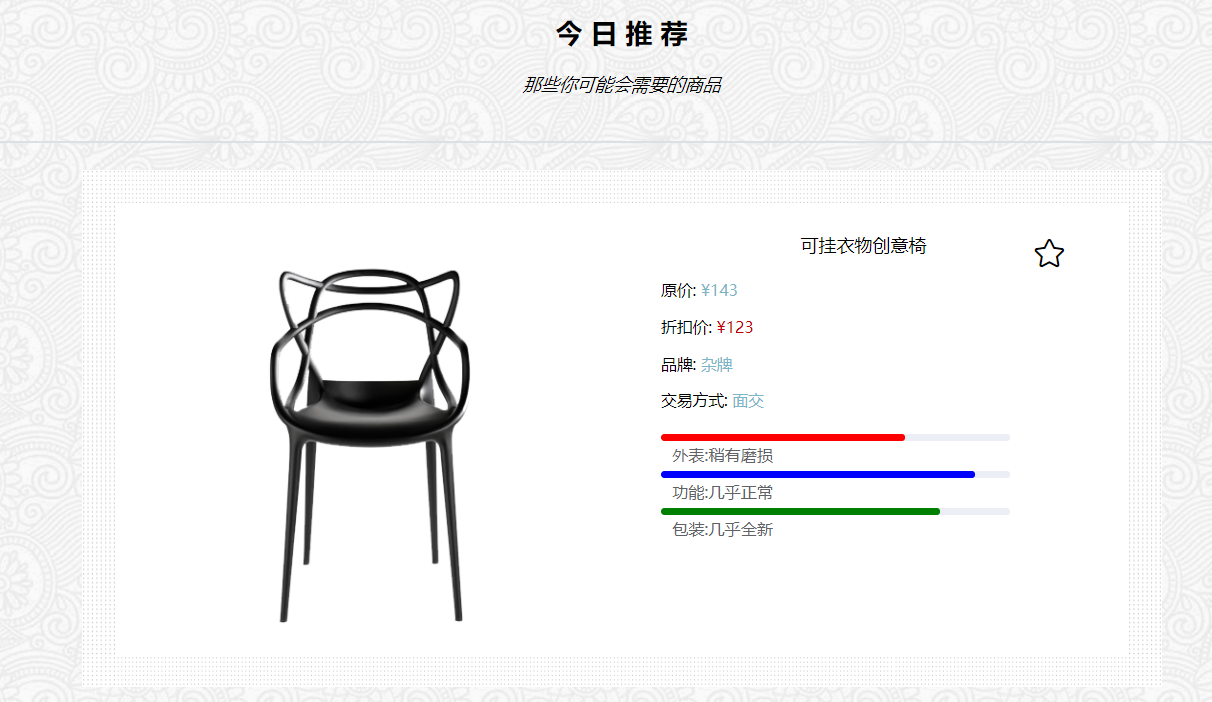 今日推荐
那些你可能会需要的商品
可挂衣物创意椅
原价: ¥143
折扣价: ¥123
品牌: 杂牌
交易方式: 面交
外表:稍有磨损
功能:几乎正常
包装:几乎全新